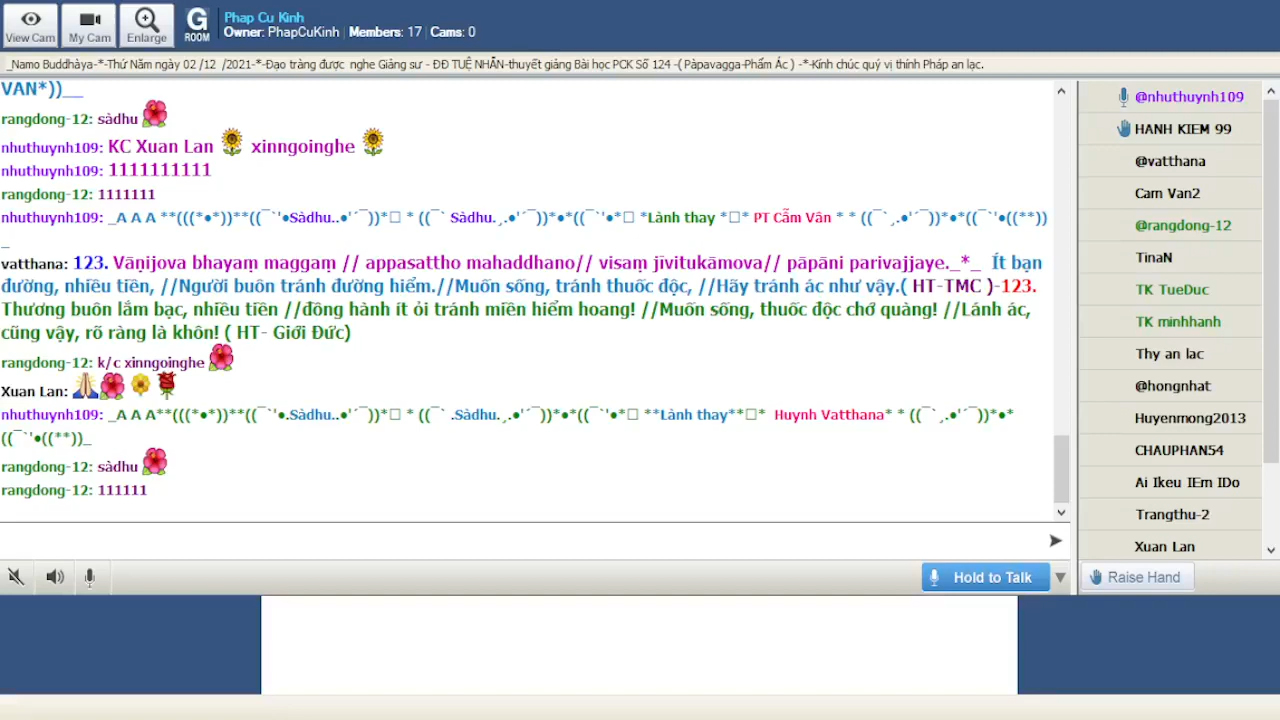 View Cam
My Cam
Enlarge
G
ROOM
Phap Cu Kinh
Owner: PhapCuKinh | Members: 17 | Cams: 0
_Namo Buddhàya-*-Thứ Năm ngày 02 /12 /2021-*-Đạo tràng được nghe Giảng sư - ĐĐ TUỆ NHẪN-thuyết giảng Bài học PCK Số 124 -( Pàpavagga-Phẩm Ác ) -*-Kính chúc quý vị thính Pháp an lạc.
VAN*))__
rangdong-12: sàdhu
nhuthuynh109: KC Xuan Lan xinngoinghe
nhuthuynh109: 1111111111
rangdong-12: 1111111
nhuthuynh109: _A A A **(((*•*))**((¯`'•Sàdhu..•'´¯))*□ * ((¯` Sàdhu.¸.•'´¯))*•*((¯`'•*□ *Lành thay *□* PT Cẩm Vân * * ((¯`¸.•'´¯))*•*((¯`'•((**))
_
vatthana: 123. Vāṇijova bhayaṃ maggaṃ // appasattho mahaddhano// visaṃ jīvitukāmova// pāpāni parivajjaye._*_ Ít bạn
đường, nhiều tiền, //Người buôn tránh đường hiểm.//Muốn sống, tránh thuốc độc, //Hãy tránh ác như vậy.( HT-TMC )-123.
Thương buôn lắm bạc, nhiều tiền //đồng hành ít ỏi tránh miền hiểm hoang! //Muốn sống, thuốc độc chớ quàng! //Lánh ác,
cũng vậy, rõ ràng là khôn! ( HT- Giới Đức)
rangdong-12: k/c xinngoinghe
Xuan Lan:
nhuthuynh109: _A A A**(((*•*))**((¯`'•.Sàdhu..•'´¯))*□ * ((¯` .Sàdhu.¸.•'´¯))*•*((¯`'•*□ **Lành thay**□* Huynh Vatthana* * ((¯`¸.•'´¯))*•*
((¯`'•((**))_
rangdong-12: sàdhu
rangdong-12: 111111
Hold to Talk
@nhuthuynh109
HANH KIEM 99
@vatthana
Cam Van2
@rangdong-12
TinaN
TK TueDuc
TK minhhanh
Thy an lac
@hongnhat
Huyenmong2013
CHAUPHAN54
Ai Ikeu IEm IDo
Trangthu-2
Xuan Lan
Raise Hand